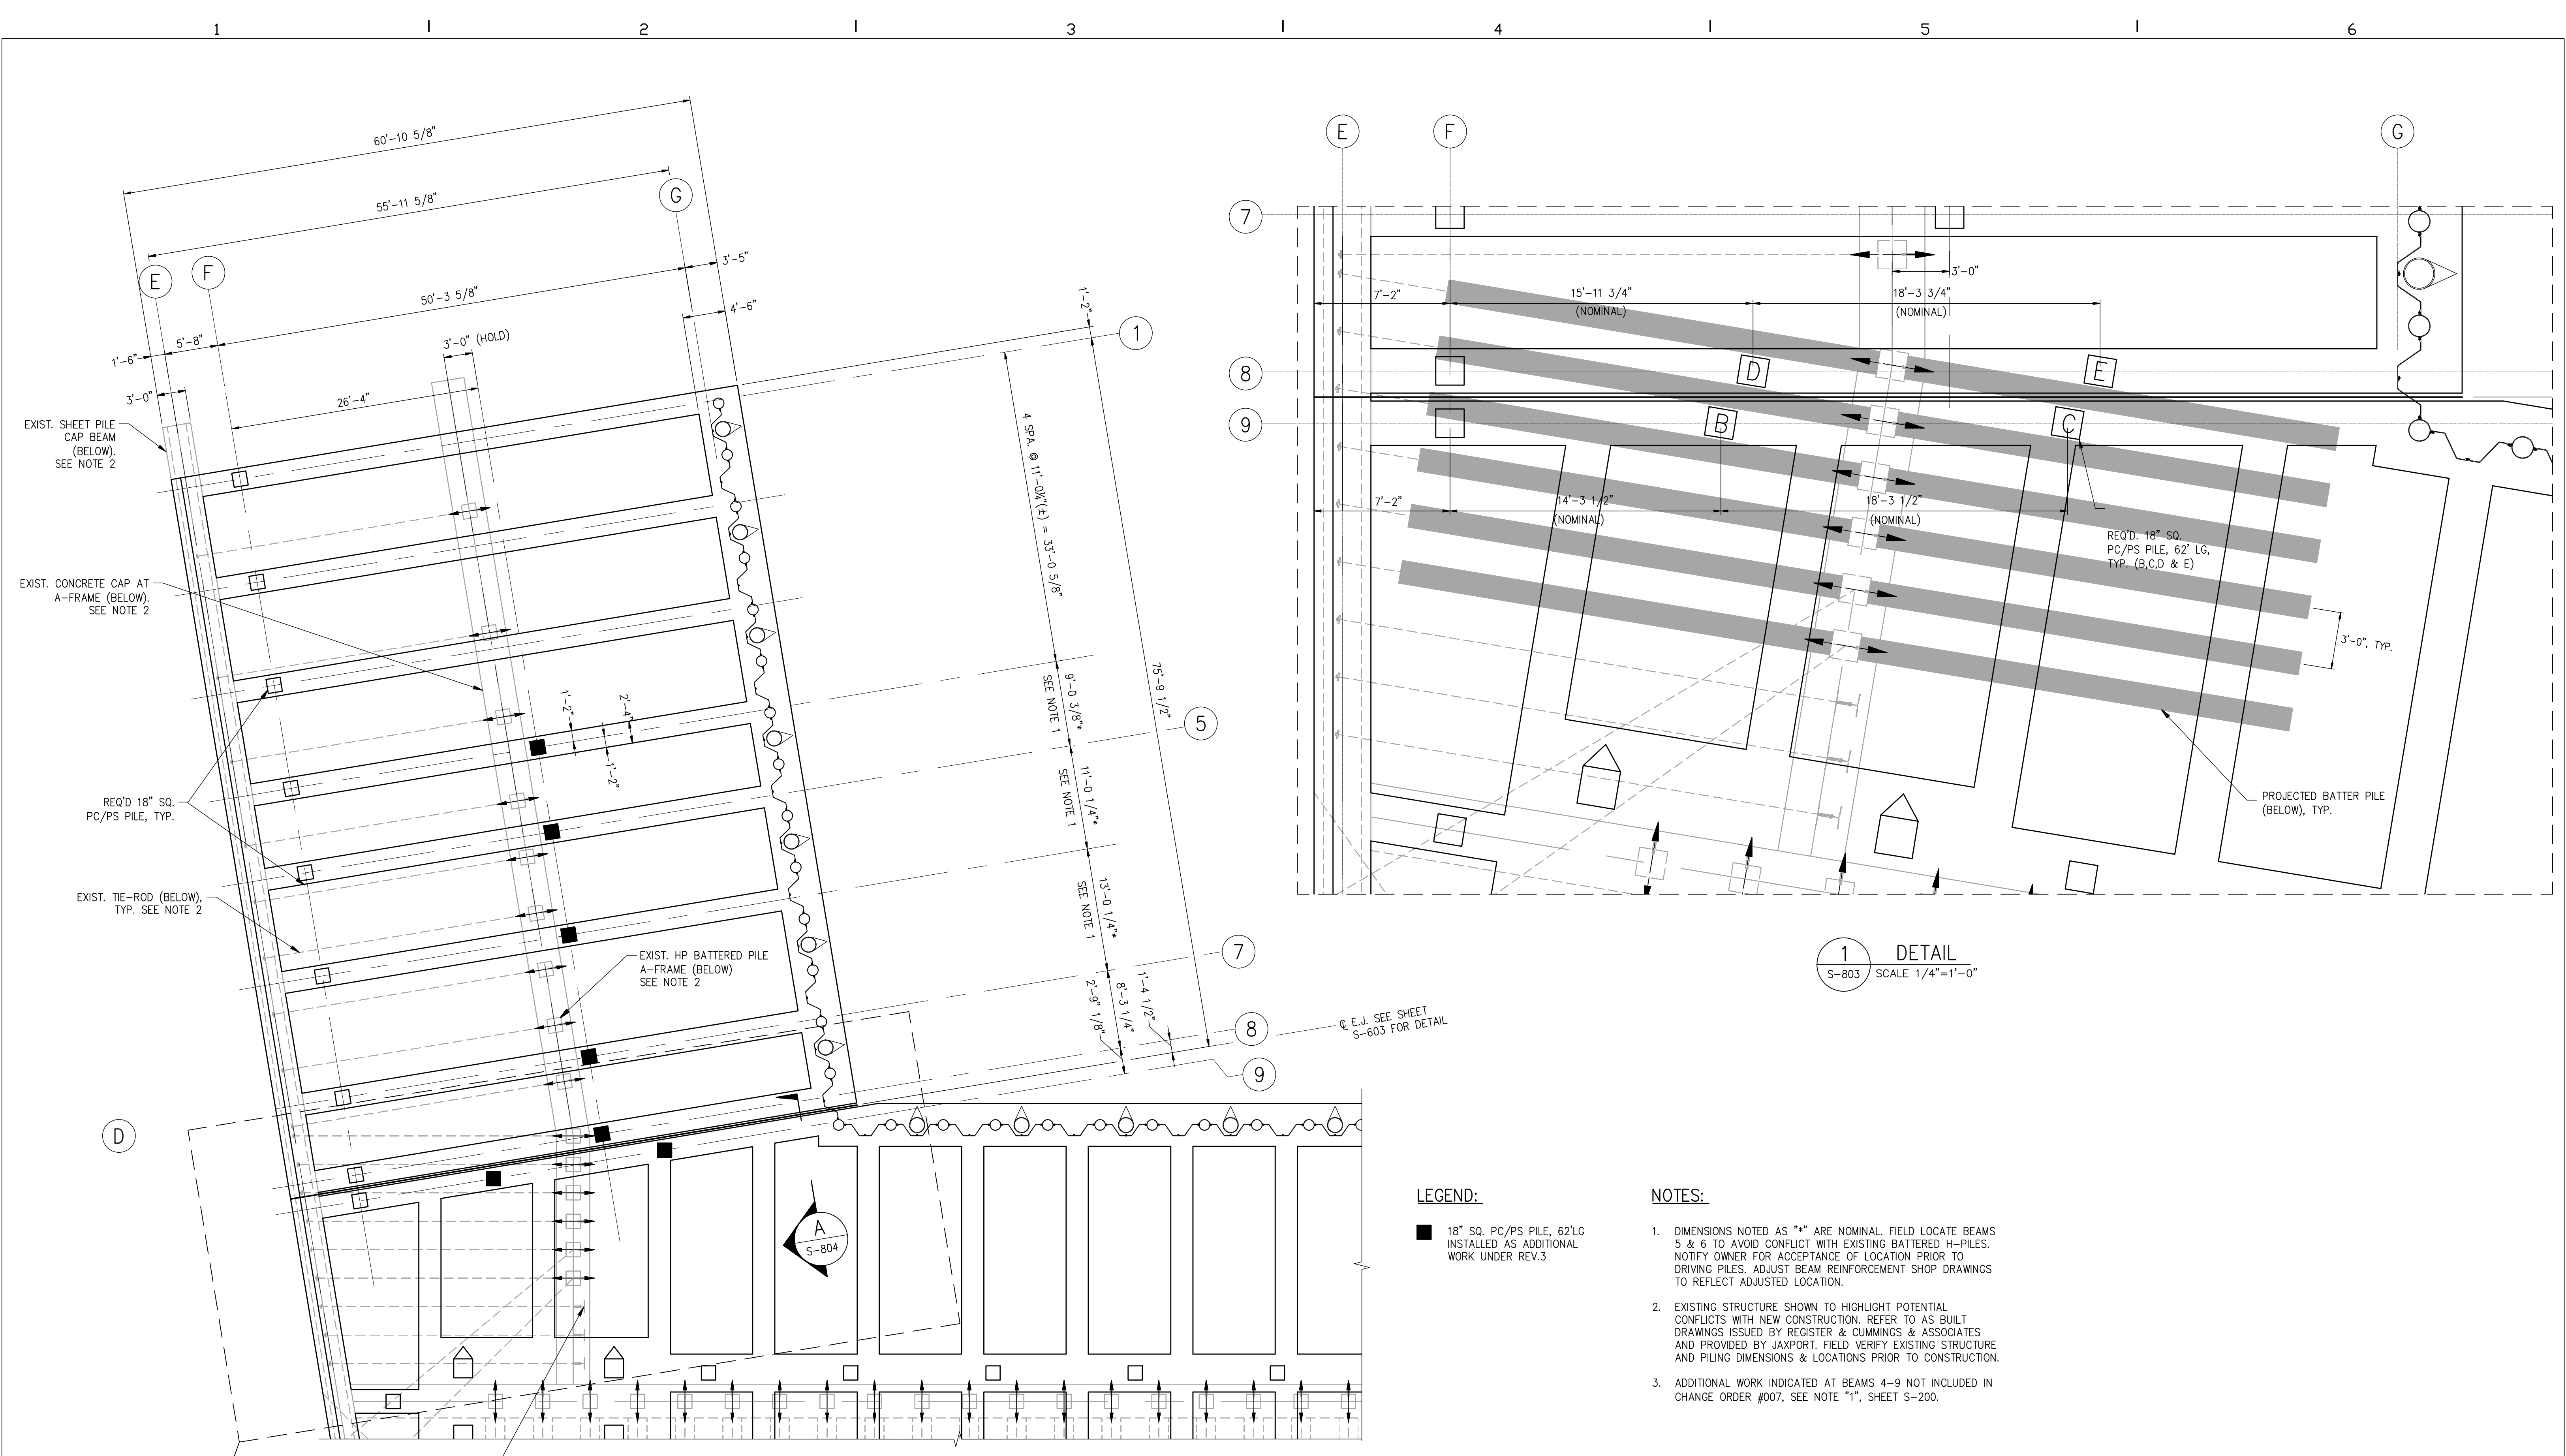 1
2
3
4
5
6
60'-10 5/8"
55'-11 5/8"
G
3'-5"
E
F
50'-3 5/8"
4'-6"
1'-2"
1
1'-6"
5'-8"
3'-0" (HOLD)
3'-0"
26'-4"
EXIST. SHEET PILE
CAP BEAM
(BELOW).
SEE NOTE 2
4 SPA. @ 11'-0¼"(±) = 33'-0 5/8"
EXIST. CONCRETE CAP AT
A-FRAME (BELOW).
SEE NOTE 2
75'-9 1/2"
9'-0 3/8"*
SEE NOTE 1
1'-2"
2'-4"
1'-2"
5
11'-0 1/4"*
SEE NOTE 1
REQ'D 18" SQ.
PC/PS PILE, TYP.
13'-0 1/4"*
SEE NOTE 1
EXIST. TIE-ROD (BELOW),
TYP. SEE NOTE 2
EXIST. HP BATTERED PILE
A-FRAME (BELOW)
SEE NOTE 2
7
1'-4 1/2"
8'-3 1/4"
2'-9 1/8"
8
℄ E.J. SEE SHEET
S-603 FOR DETAIL
9
D
A
S-804
E
F
G
7
3'-0"
7'-2"
15'-11 3/4"
(NOMINAL)
18'-3 3/4"
(NOMINAL)
8
D
E
9
B
C
7'-2"
14'-3 1/2"
(NOMINAL)
18'-3 1/2"
(NOMINAL)
REQ'D. 18" SQ.
PC/PS PILE, 62' LG,
TYP. (B,C,D & E)
3'-0", TYP.
PROJECTED BATTER PILE
(BELOW), TYP.
1
S-803
DETAIL
SCALE 1/4"=1'-0"
LEGEND:
18" SQ. PC/PS PILE, 62'LG
INSTALLED AS ADDITIONAL
WORK UNDER REV.3
NOTES:
1. DIMENSIONS NOTED AS "*" ARE NOMINAL. FIELD LOCATE BEAMS
5 & 6 TO AVOID CONFLICT WITH EXISTING BATTERED H-PILES.
NOTIFY OWNER FOR ACCEPTANCE OF LOCATION PRIOR TO
DRIVING PILES. ADJUST BEAM REINFORCEMENT SHOP DRAWINGS
TO REFLECT ADJUSTED LOCATION.
2. EXISTING STRUCTURE SHOWN TO HIGHLIGHT POTENTIAL
CONFLICTS WITH NEW CONSTRUCTION. REFER TO AS BUILT
DRAWINGS ISSUED BY REGISTER & CUMMINGS & ASSOCIATES
AND PROVIDED BY JAXPORT. FIELD VERIFY EXISTING STRUCTURE
AND PILING DIMENSIONS & LOCATIONS PRIOR TO CONSTRUCTION.
3. ADDITIONAL WORK INDICATED AT BEAMS 4-9 NOT INCLUDED IN
CHANGE ORDER #007, SEE NOTE "1", SHEET S-200.